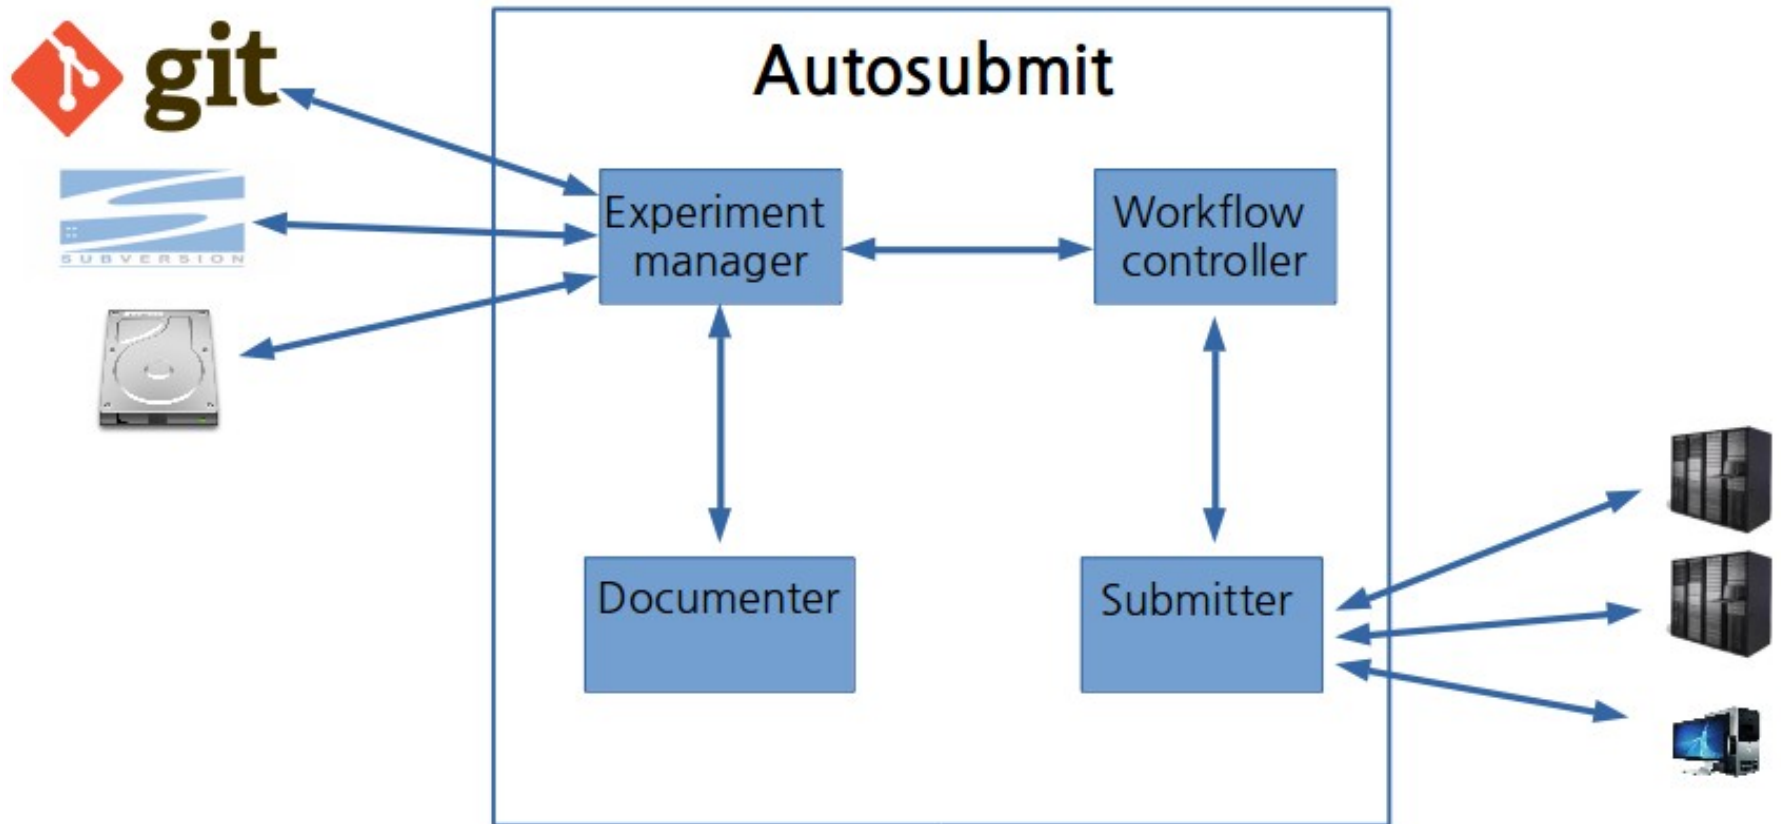 git
SUBVERSION
Autosubmit
Experiment
manager
Workflow
controller
Documenter
Submitter